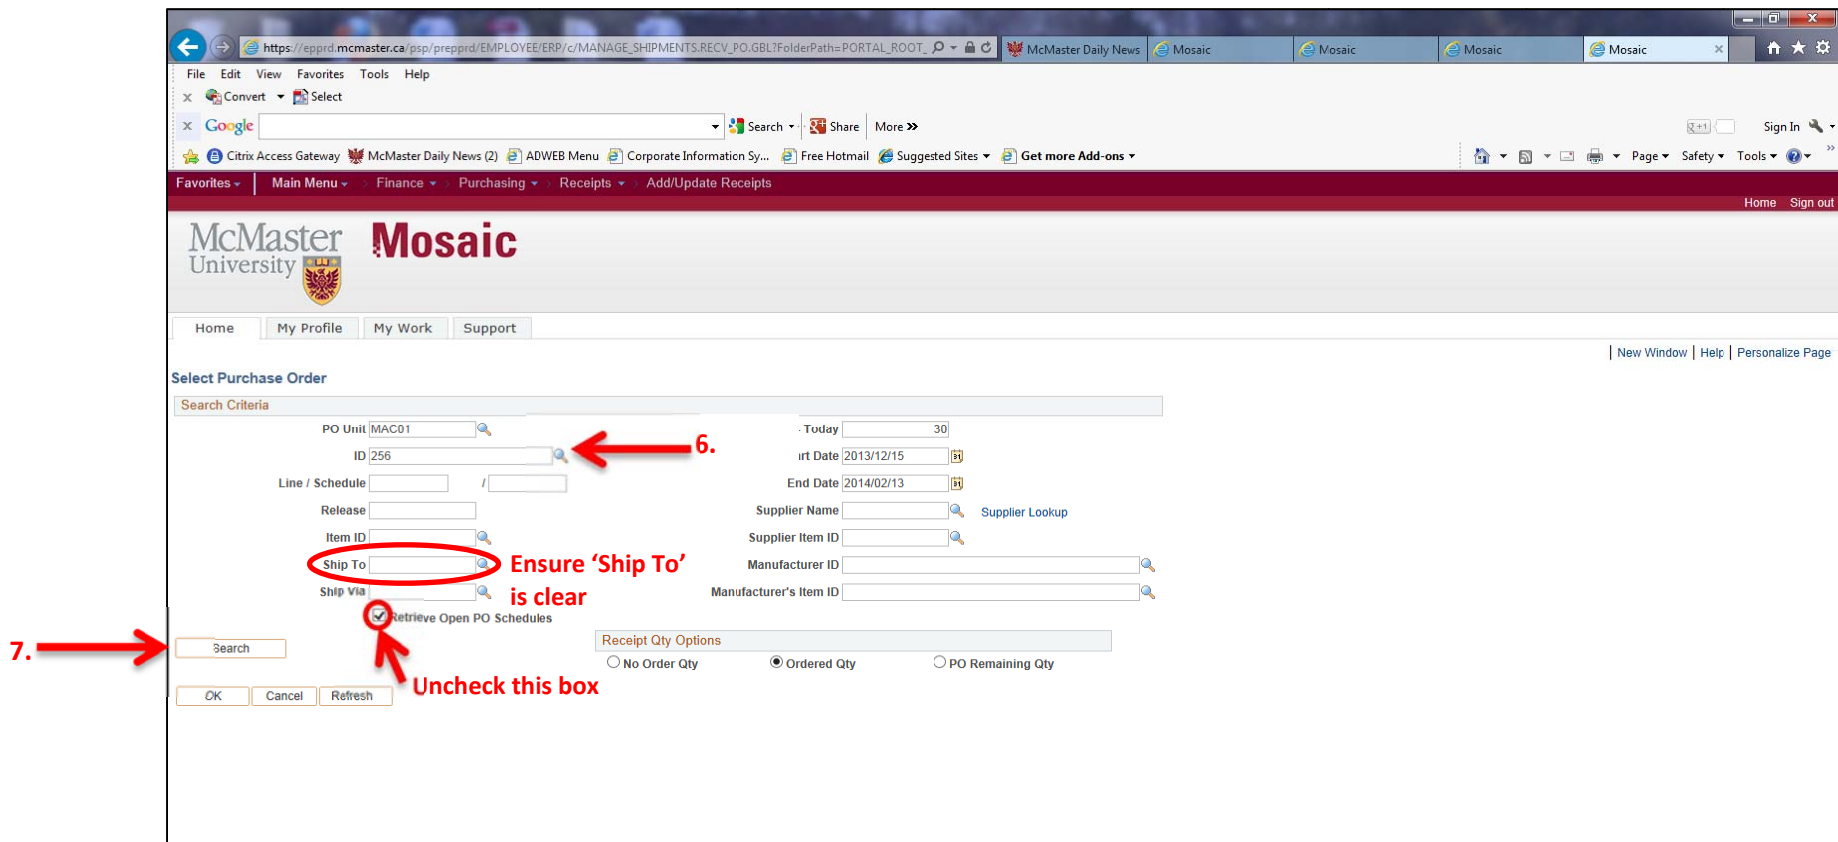 https://epprd.mcmaster.ca/psp/prepprd/EMPLOYEE/ERP/c/MANAGE_SHIPMENTS.RECV_PO.GBL?FolderPath=PORTAL_ROOT_ McMaster Daily News Mosaic Mosaic Mosaic Mosaic
File Edit View Favorites Tools Help
x Convert Select
x Google Search Share More >> +1 Sign In
Citrix Access Gateway McMaster Daily News (2) ADWEB Menu Corporate Information Sy... Free Hotmail Suggested Sites Get more Add-ons Page Safety Tools
Favorites Main Menu > Finance > Purchasing > Receipts > Add/Update Receipts
Home Sign out
McMaster University Mosaic
Home My Profile My Work Support
New Window | Help | Personalize Page
Select Purchase Order
Search Criteria
PO Unit MAC01 Today 30
ID 256 6. rt Date 2013/12/15 31
Line / Schedule / End Date 2014/02/13 31
Release Supplier Name Supplier Lookup
Item ID Supplier Item ID
Ship To Ensure ‘Ship To’ Manufacturer ID
Ship Via is clear Manufacturer's Item ID
Retrieve Open PO Schedules
7. Search Receipt Qty Options
No Order Qty Ordered Qty PO Remaining Qty
Uncheck this box
OK Cancel Refresh